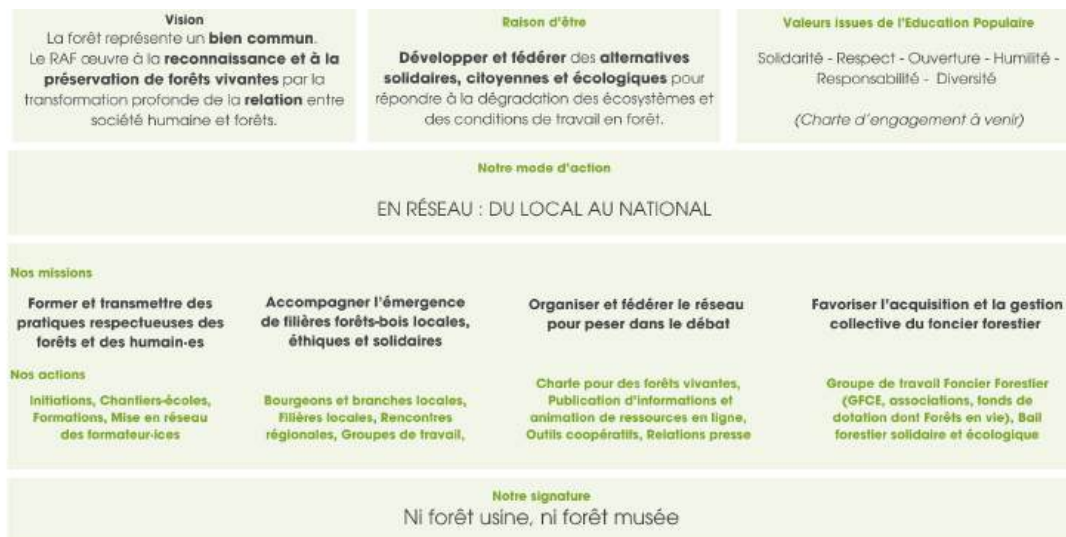 Vision
La forêt représente un bien commun.
Le RAF œuvre à la reconnaissance et à la
préservation de forêts vivantes par la
transformation profonde de la relation entre
société humaine et forêts.
Raison d'être
Développer et fédérer des alternatives
solidaires, citoyennes et écologiques pour
répondre à la dégradation des écosystèmes et
des conditions de travail en forêt.
Valeurs issues de l'Education Populaire
Solidarité - Respect - Ouverture - Humilité -
Responsabilité - Diversité
(Charte d'engagement à venir)
Notre mode d'action
EN RÉSEAU : DU LOCAL AU NATIONAL
Nos missions
Former et transmettre des
pratiques respectueuses des
forêts et des humain·es
Accompagner l'émergence
de filières forêts-bois locales,
éthiques et solidaires
Organiser et fédérer le réseau
pour peser dans le débat
Favoriser l'acquisition et la gestion
collective du foncier forestier
Nos actions
Initiations, Chantiers-écoles,
Formations, Mise en réseau
des formateur·ices
Bourgeons et branches locales,
Filières locales, Rencontres
régionales, Groupes de travail,
Charte pour des forêts vivantes,
Publication d'informations et
animation de ressources en ligne,
Outils coopératifs, Relations presse
Groupe de travail Foncier Forestier
(GFCE, associations, fonds de
dotation dont Forêts en vie), Bail
forestier solidaire et écologique
Notre signature
Ni forêt usine, ni forêt musée